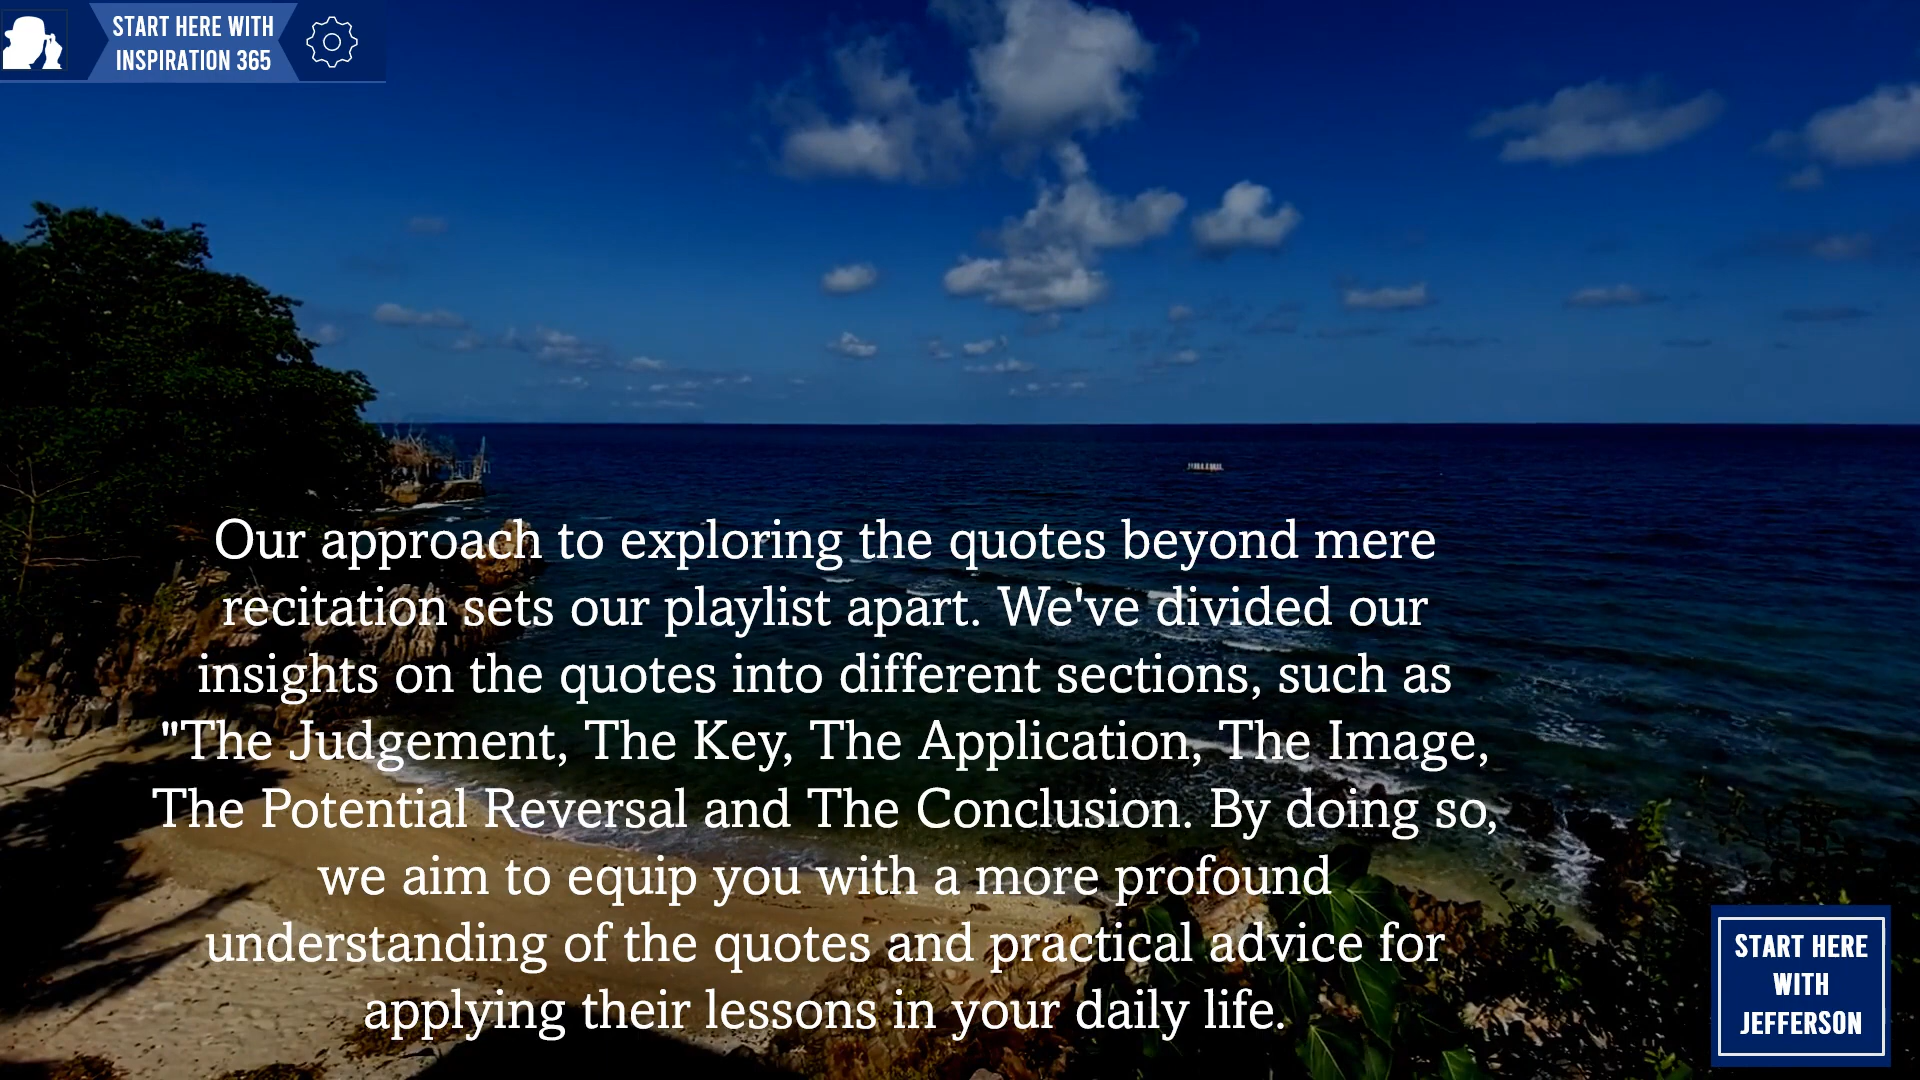 START HERE WITH
INSPIRATION 365
Our approach to exploring the quotes beyond mere
recitation sets our playlist apart. We've divided our
insights on the quotes into different sections, such as
"The Judgement, The Key, The Application, The Image,
The Potential Reversal and The Conclusion. By doing so,
we aim to equip you with a more profound
understanding of the quotes and practical advice for
applying their lessons in your daily life.
START HERE
WITH
JEFFERSON